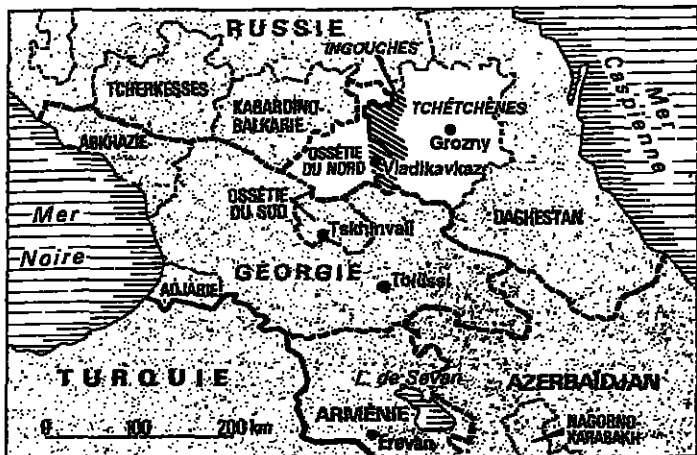 RUSSIE
INGOUCHES
TCHERKESSES
KABARDINO-
BALKARIE
TCHÉTCHÈNES
Grozny
Mer
Caspienne
ABKHAZIE
OSSÉTIE
DU NORD
Vladikavkaz
OSSÉTIE
DU SUD
Tskhinvali
DAGHESTAN
Mer
Noire
GÉORGIE
Tbilissi
ADJARIE
TURQUIE
L. de Sevan
AZERBAÏDJAN
ARMÉNIE
NAGORNO-
KARABAKH
0 100 200 km
Erevan